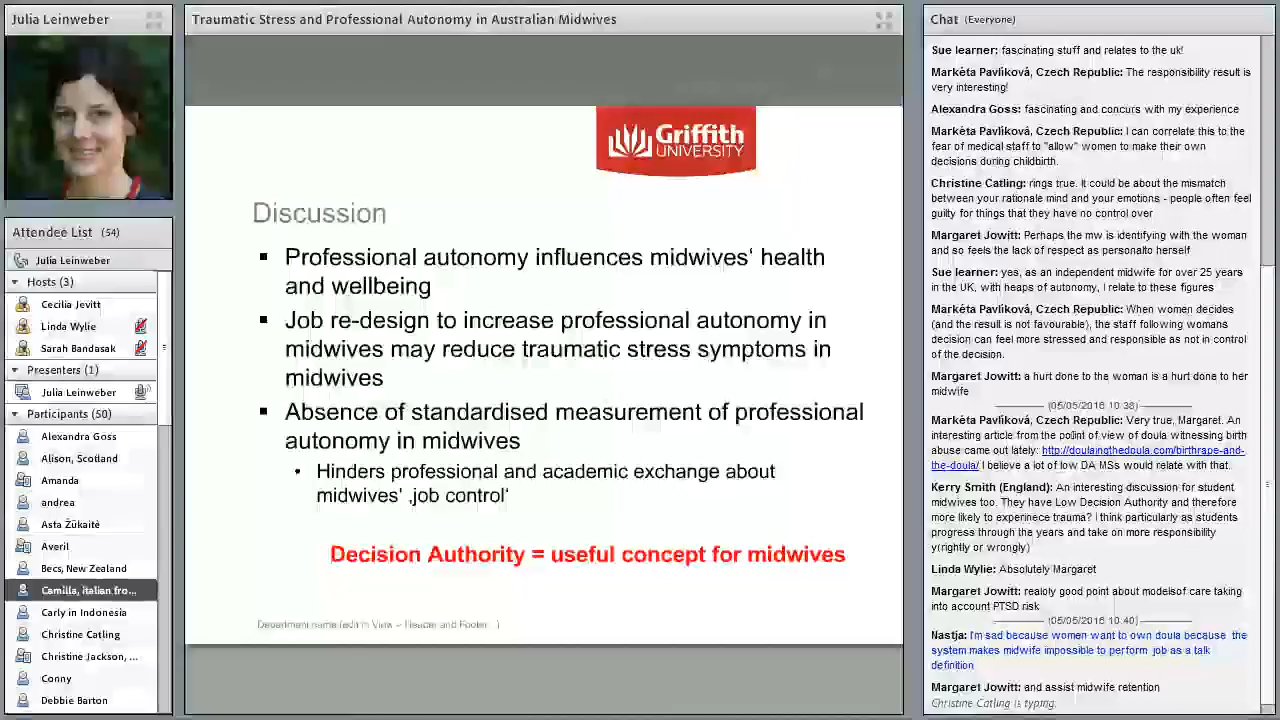 Julia Leinweber
Attendee List (54)
Julia Leinweber
Hosts (3)
Cecilia Jevitt
Linda Wylie
Sarah Bandasak
Presenters (1)
Julia Leinweber
Participants (50)
Alexandra Goss
Alison, Scotland
Amanda
andrea
Asta Žūkaitė
Averil
Becs, New Zealand
Camilla, italian fro...
Carly in Indonesia
Christine Catling
Christine Jackson, ...
Conny
Debbie Barton
Traumatic Stress and Professional Autonomy in Australian Midwives
Griffith
UNIVERSITY
Discussion
▪ Professional autonomy influences midwives‘ health
and wellbeing
▪ Job re-design to increase professional autonomy in
midwives may reduce traumatic stress symptoms in
midwives
▪ Absence of standardised measurement of professional
autonomy in midwives
• Hinders professional and academic exchange about
midwives’ ‚job control‘
Decision Authority = useful concept for midwives
Department name (edit in View > Header and Footer...)
Chat (Everyone)
Sue learner: fascinating stuff and relates to the uk!
Markéta Pavlíková, Czech Republic: The responsibility result is
very interesting!
Alexandra Goss: fascinating and concurs with my experience
Markéta Pavlíková, Czech Republic: I can correlate this to the
fear of medical staff to "allow" women to make their own
decisions during childbirth.
Christine Catling: rings true. It could be about the mismatch
between your rationale mind and your emotions - people often feel
guilty for things that they have no control over
Margaret Jowitt: Perhaps the mw is identifying with the woman
and so feels the lack of respect as personalto herself
Sue learner: yes, as an independent midwife for over 25 years
in the UK, with heaps of autonomy, I relate to these figures
Markéta Pavlíková, Czech Republic: When women decides
(and the result is not favourable), the staff following womans
decision can feel more stressed and responsible as not in control
of the decision.
Margaret Jowitt: a hurt done to the woman is a hurt done to her
midwife
(05/05/2016 10:38)
Markéta Pavlíková, Czech Republic: Very true, Margaret. An
interesting article from the point of view of doula witnessing birth
abuse came out lately: http://doulaingthedoula.com/birthrape-and-
the-doula/ I believe a lot of low DA MSs would relate with that.
Kerry Smith (England): An interesting discussion for student
midwives too. They have Low Decision Authority and therefore
more likely to experinece trauma? I think particularly as students
progress through the years and take on more responsibility
y(rightly or wrongly)
Linda Wylie: Absolutely Margaret
Margaret Jowitt: realoly good point about modelsof care taking
into account PTSD risk
(05/05/2016 10:40)
Nastja: I'm sad because women want to own doula because the
system makes midwife impossible to perform job as a talk
definition
Margaret Jowitt: and assist midwife retention
Christine Catling is typing.